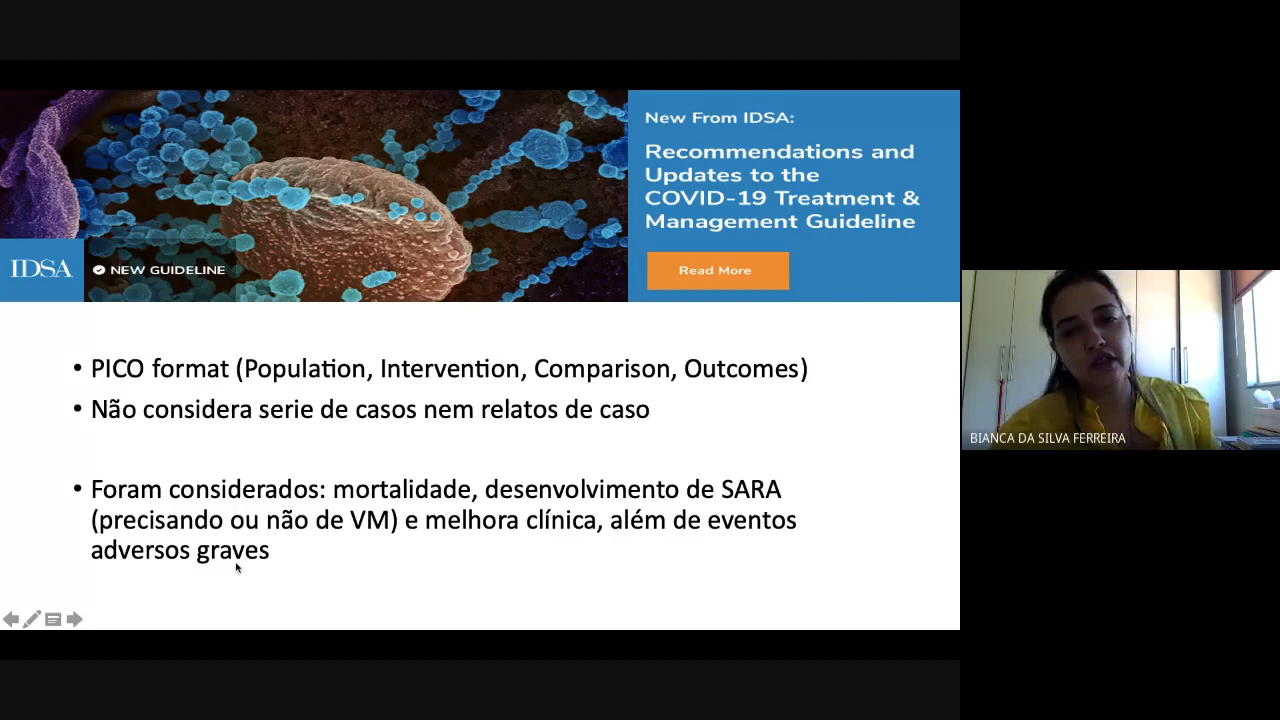 New From IDSA:
Recommendations and
Updates to the
COVID-19 Treatment &
Management Guideline
Read More
IDSA
NEW GUIDELINE
• PICO format (Population, Intervention, Comparison, Outcomes)
• Não considera serie de casos nem relatos de caso
• Foram considerados: mortalidade, desenvolvimento de SARA
(precisando ou não de VM) e melhora clínica, além de eventos
adversos graves
BIANCA DA SILVA FERREIRA